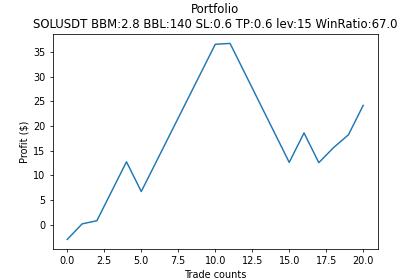 Portfolio
SOLUSDT BBM:2.8 BBL:140 SL:0.6 TP:0.6 lev:15 WinRatio:67.0
Profit ($)
35
30
25
20
15
10
5
0
0.0 2.5 5.0 7.5 10.0 12.5 15.0 17.5 20.0
Trade counts